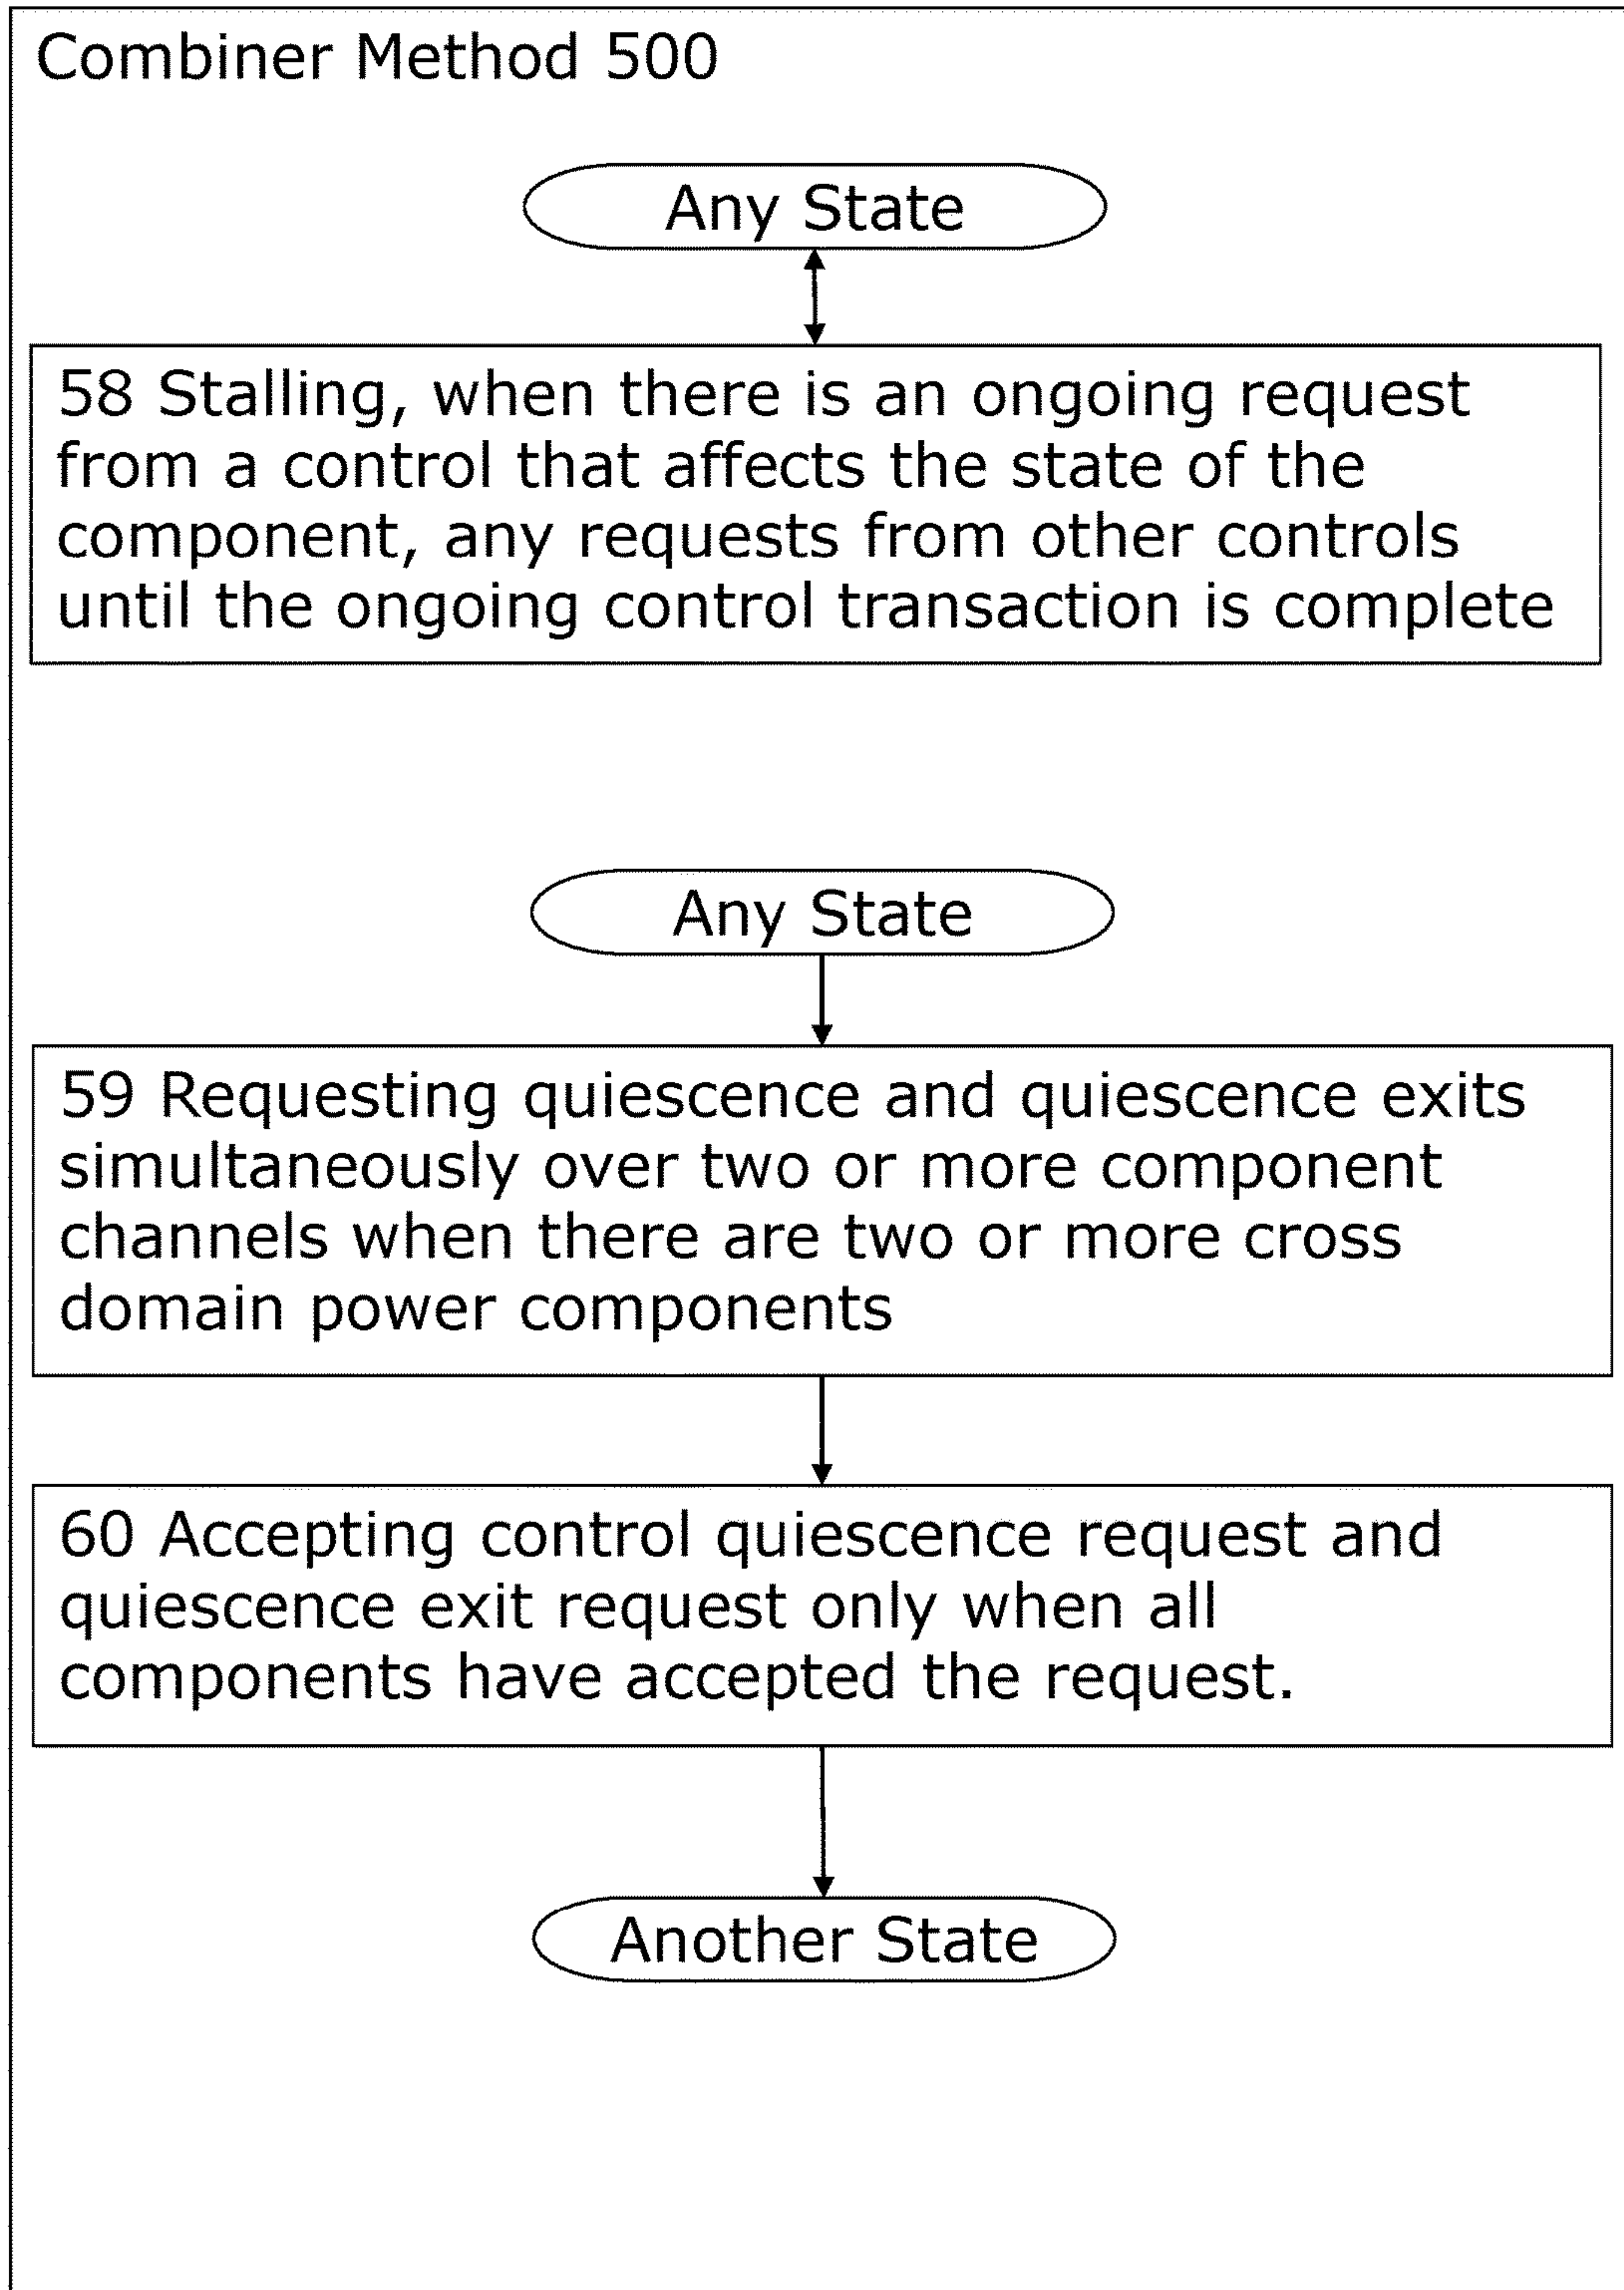 Combiner Method 500
Any State
58 Stalling, when there is an ongoing request
from a control that affects the state of the
component, any requests from other controls
until the ongoing control transaction is complete
Any State
59 Requesting quiescence and quiescence exits
simultaneously over two or more component
channels when there are two or more cross
domain power components
60 Accepting control quiescence request and
quiescence exit request only when all
components have accepted the request.
Another State